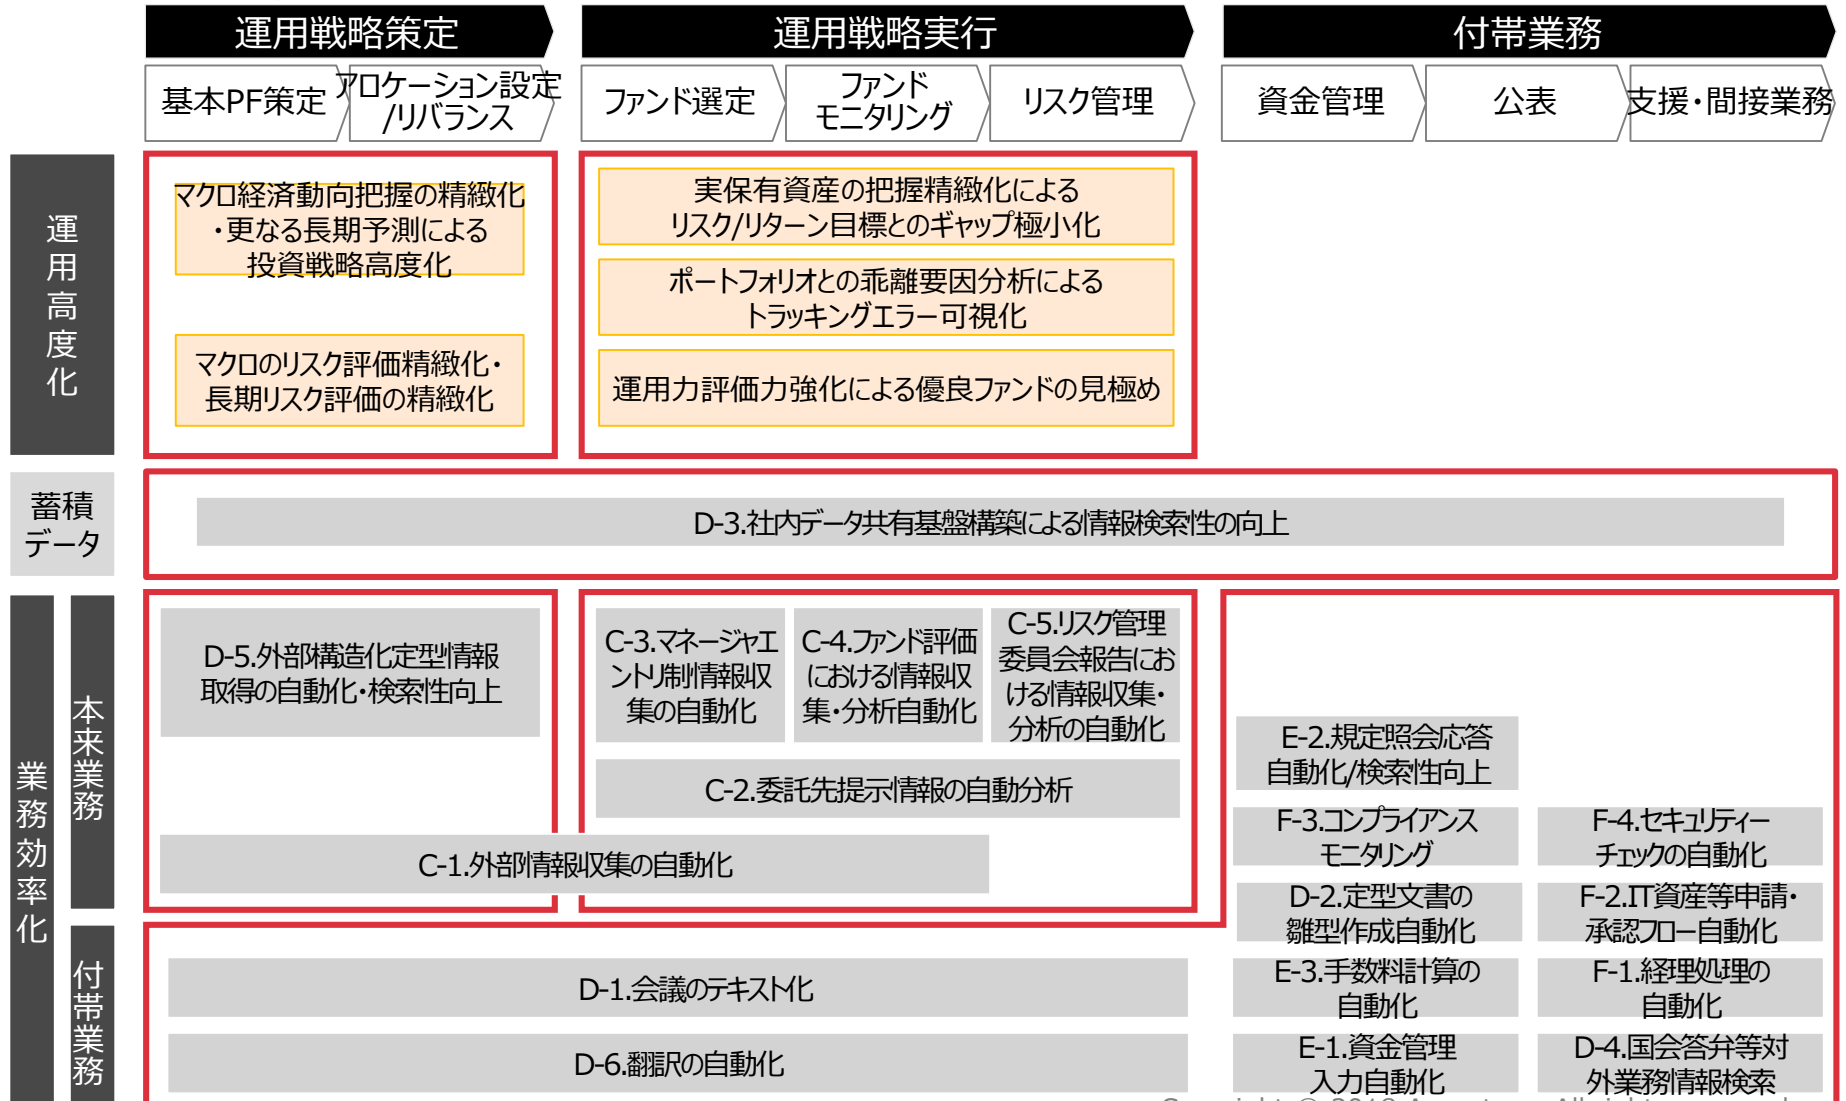 運用戦略策定
運用戦略実行
付帯業務
基本PF策定
アロケーション設定
/リバランス
ファンド選定
ファンド
モニタリング
リスク管理
資金管理
公表
支援・間接業務
運用高度化
マクロ経済動向把握の精緻化
・更なる長期予測による
投資戦略高度化
マクロのリスク評価精緻化・
長期リスク評価の精緻化
実保有資産の把握精緻化による
リスク/リターン目標とのギャップ極小化
ポートフォリオとの乖離要因分析による
トラッキングエラー可視化
運用力評価力強化による優良ファンドの見極め
蓄積
データ
D-3.社内データ共有基盤構築による情報検索性の向上
業務効率化
本来業務
D-5.外部構造化定型情報
取得の自動化・検索性向上
C-3.マネージャエ
ントリ制情報収
集の自動化
C-4.ファンド評価
における情報収
集・分析自動化
C-5.リスク管理
委員会報告にお
ける情報収集・
分析の自動化
C-2.委託先提示情報の自動分析
C-1.外部情報収集の自動化
E-2.規定照会応答
自動化/検索性向上
F-3.コンプライアンス
モニタリング
F-4.セキュリティー
チェックの自動化
D-2.定型文書の
雛型作成自動化
F-2.IT資産等申請・
承認フロー自動化
付帯業務
D-1.会議のテキスト化
E-3.手数料計算の
自動化
F-1.経理処理の
自動化
D-6.翻訳の自動化
E-1.資金管理
入力自動化
D-4.国会答弁等対
外業務情報検索